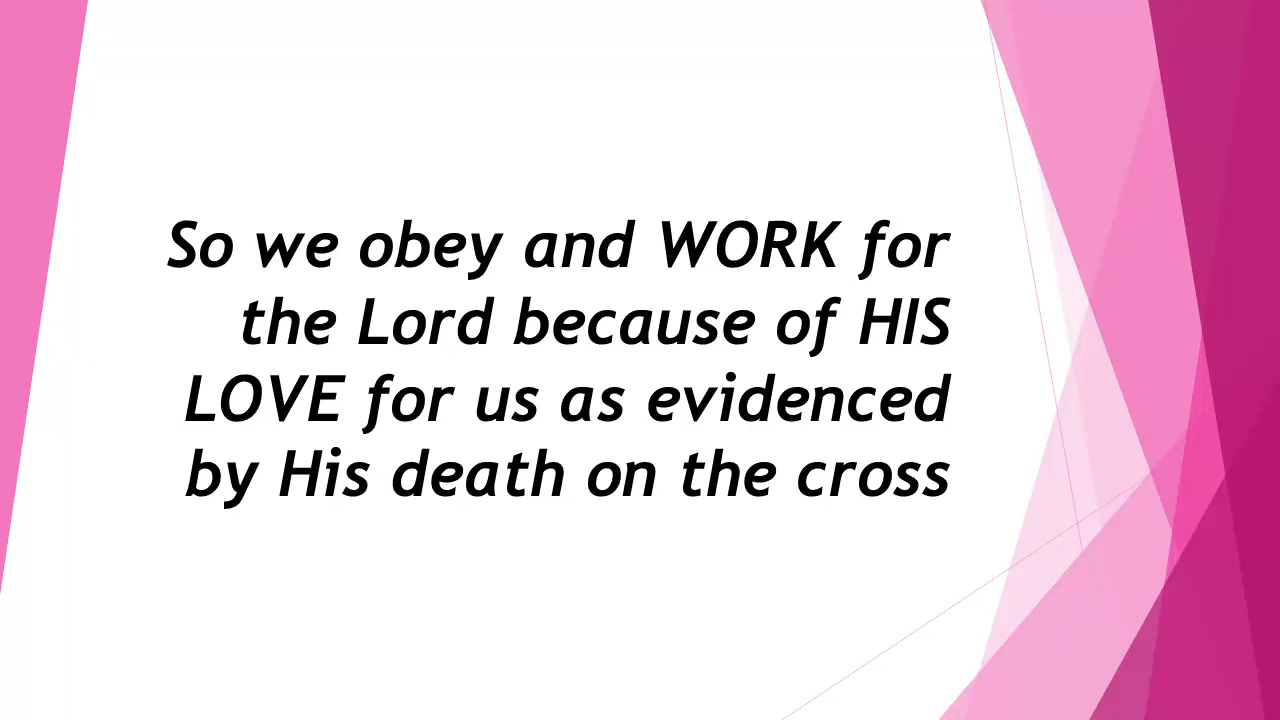 So we obey and WORK for
the Lord because of HIS
LOVE for us as evidenced
by His death on the cross